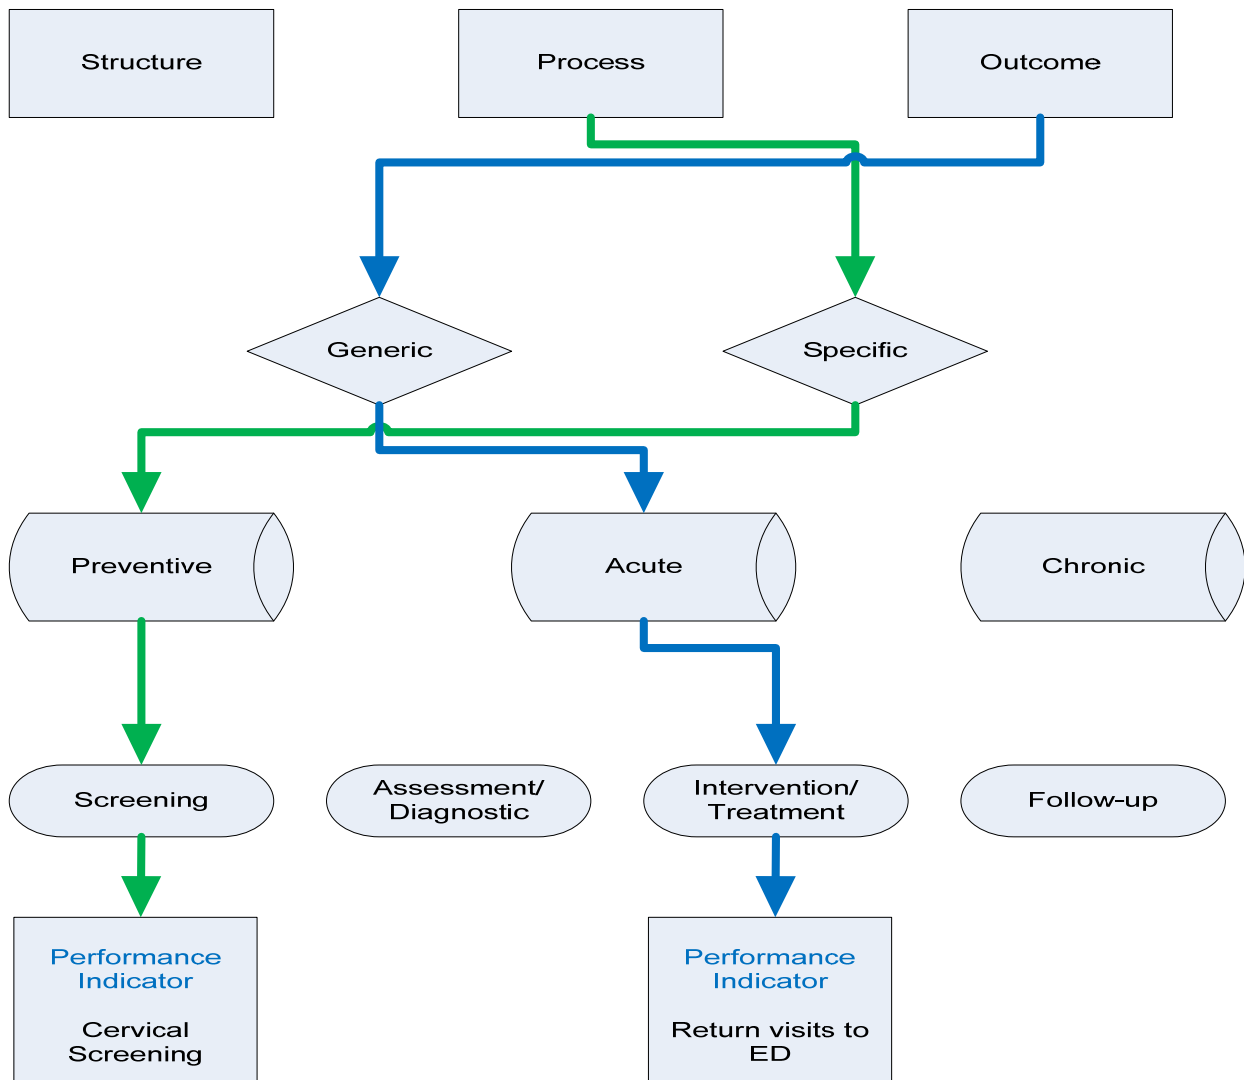 Structure
Process
Outcome
Generic
Specific
Preventive
Acute
Chronic
Screening
Assessment/
Diagnostic
Intervention/
Treatment
Follow-up
Performance
Indicator
Cervical
Screening
Performance
Indicator
Return visits to
ED